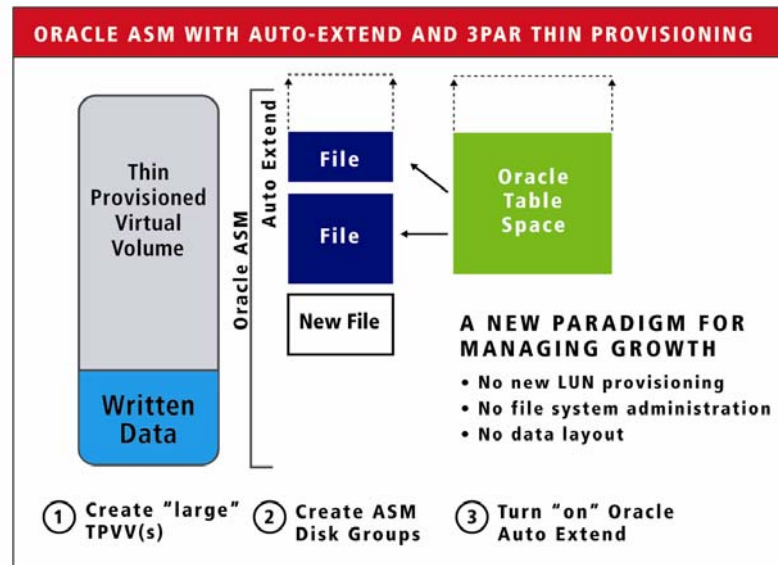 ORACLE ASM WITH AUTO-EXTEND AND 3PAR THIN PROVISIONING
Thin
Provisioned
Virtual
Volume
Written
Data
Oracle ASM
Auto Extend
File
File
New File
Oracle
Table
Space
A NEW PARADIGM FOR
MANAGING GROWTH
• No new LUN provisioning
• No file system administration
• No data layout
1 Create "large"
TPVV(s)
2 Create ASM
Disk Groups
3 Turn "on" Oracle
Auto Extend